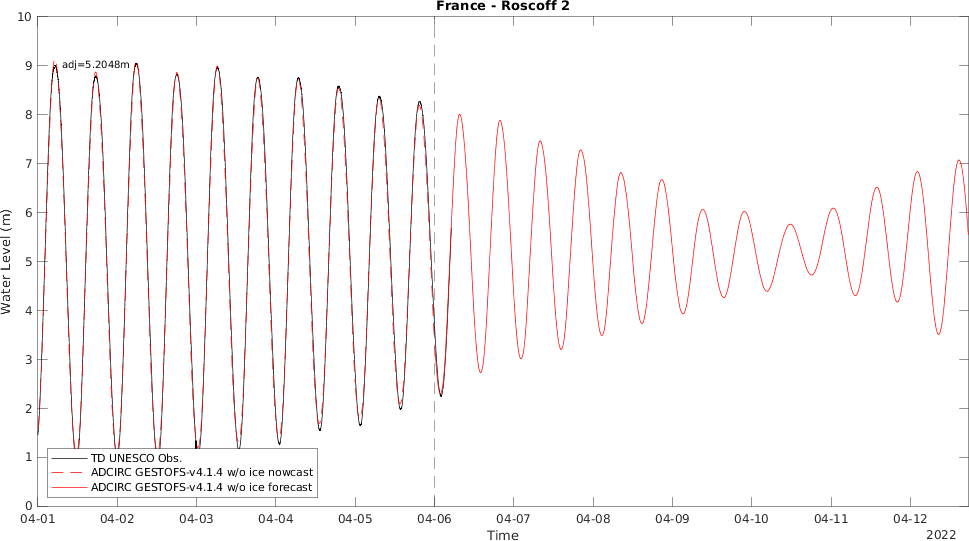 France - Roscoff 2
10
9
8
7
6
5
4
3
2
1
0
Water Level (m)
adj=5.2048m
TD UNESCO Obs.
ADCIRC GESTOFS-v4.1.4 w/o ice nowcast
ADCIRC GESTOFS-v4.1.4 w/o ice forecast
04-01 04-02 04-03 04-04 04-05 04-06 04-07 04-08 04-09 04-10 04-11 04-12
Time
2022